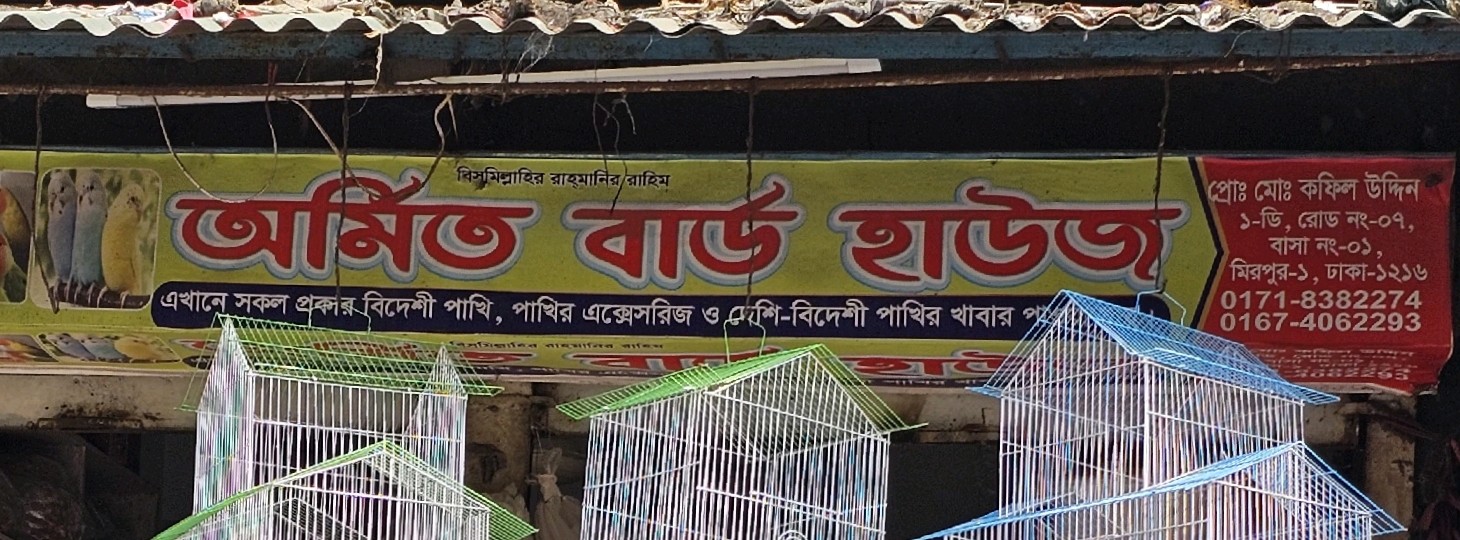 বিসমিল্লাহির রাহমানির রাহিম
অর্মিত বার্ড হাউজ
এখানে সকল প্রকার বিদেশী পাখি, পাখির এক্সেসরিজ ও দেশি-বিদেশী পাখির খাবার
প্রোঃ মোঃ কফিল উদ্দিন
১-ডি, রোড নং-০৭,
বাসা নং-০১,
মিরপুর-১, ঢাকা-১২১৬
0171-8382274
0167-4062293